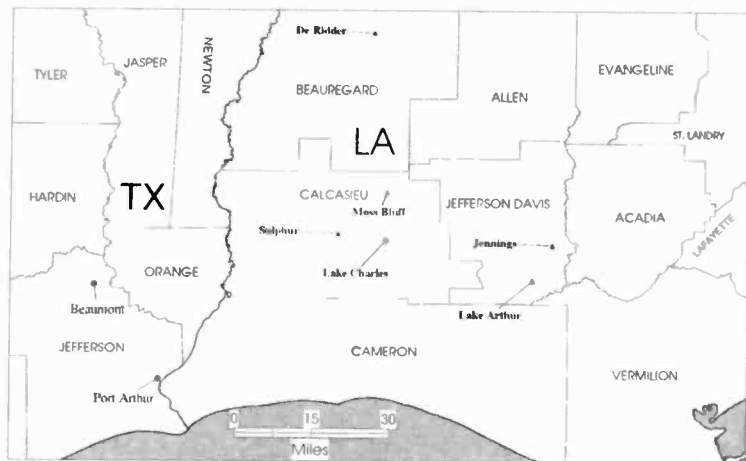 De Ridder
JASPER
NEWTON
TYLER
EVANGELINE
BEAUREGARD
ALLEN
ST. LANDRY
LA
TX
HARDIN
CALCASIEU
JEFFERSON DAVIS
Moss Bluff
ACADIA
Sulphur
Jennings
LAFAYETTE
ORANGE
Lake Charles
Beaumont
Lake Arthur
JEFFERSON
CAMERON
VERMILION
Port Arthur
0 15 30
Miles